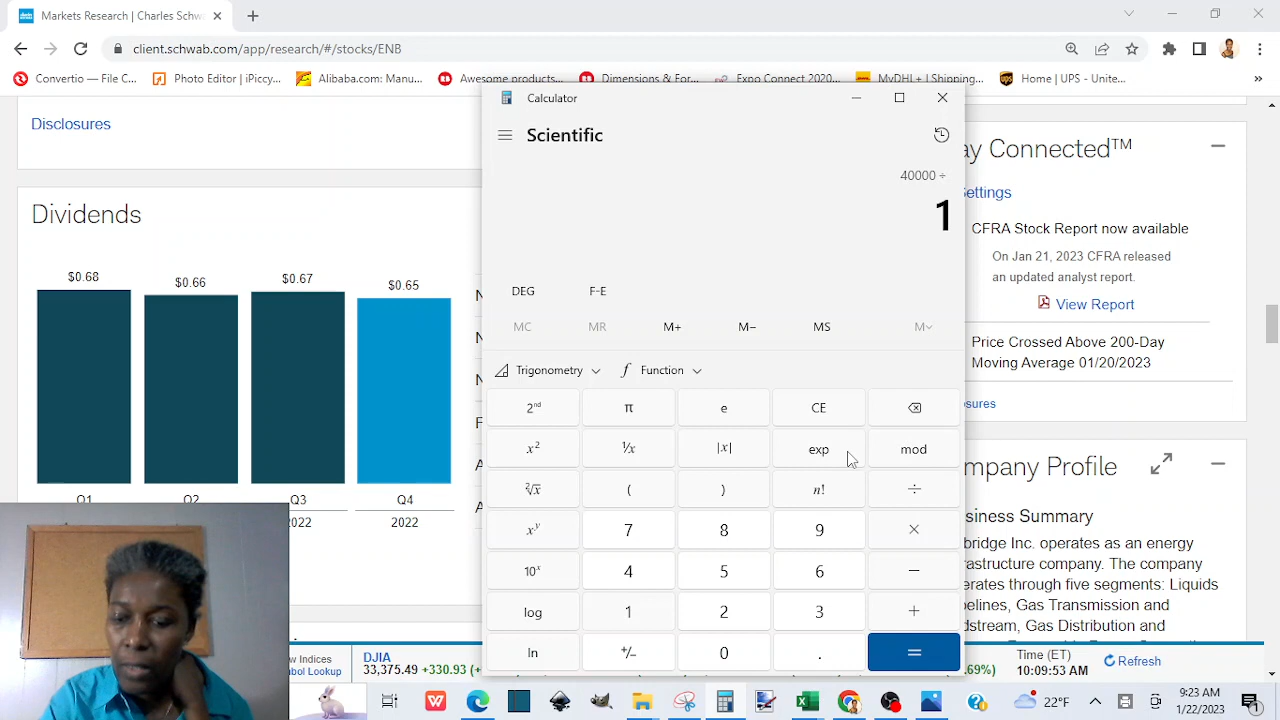 Markets Research | Charles Schw
client.schwab.com/app/research/#/stocks/ENB
Convertio — File C...
Photo Editor | iPiccy...
Alibaba.com: Manu...
Awesome products...
Dimensions & For...
Expo Connect 2020...
MyDHL+ | Shipping...
Home | UPS - Unite...
»
Disclosures
Dividends
$0.68
$0.66
$0.67
$0.65
Q1
Q2
Q3
Q4
2022
2022
Calculator
Scientific
40000 ÷
1
DEG
F-E
MC
MR
M+
M−
MS
M
Trigonometry
f Function
2nd
π
e
CE
x²
¹/x
|x|
exp
mod
²√x
(
)
n!
÷
xʸ
7
8
9
×
10ˣ
4
5
6
−
log
1
2
3
+
ln
+/−
0
.
=
ay Connected™
Settings
CFRA Stock Report now available
On Jan 21, 2023 CFRA released
an updated analyst report.
View Report
Price Crossed Above 200-Day
Moving Average 01/20/2023
osures
mpany Profile
siness Summary
bridge Inc. operates as an energy
rastructure company. The company
erates through five segments: Liquids
elines, Gas Transmission and
dstream, Gas Distribution and
w Indices
bol Lookup
DJIA
33,375.49 +330.93 (+
.69%)
Time (ET)
10:09:53 AM
Refresh
22°F
9:23 AM
1/22/2023
1